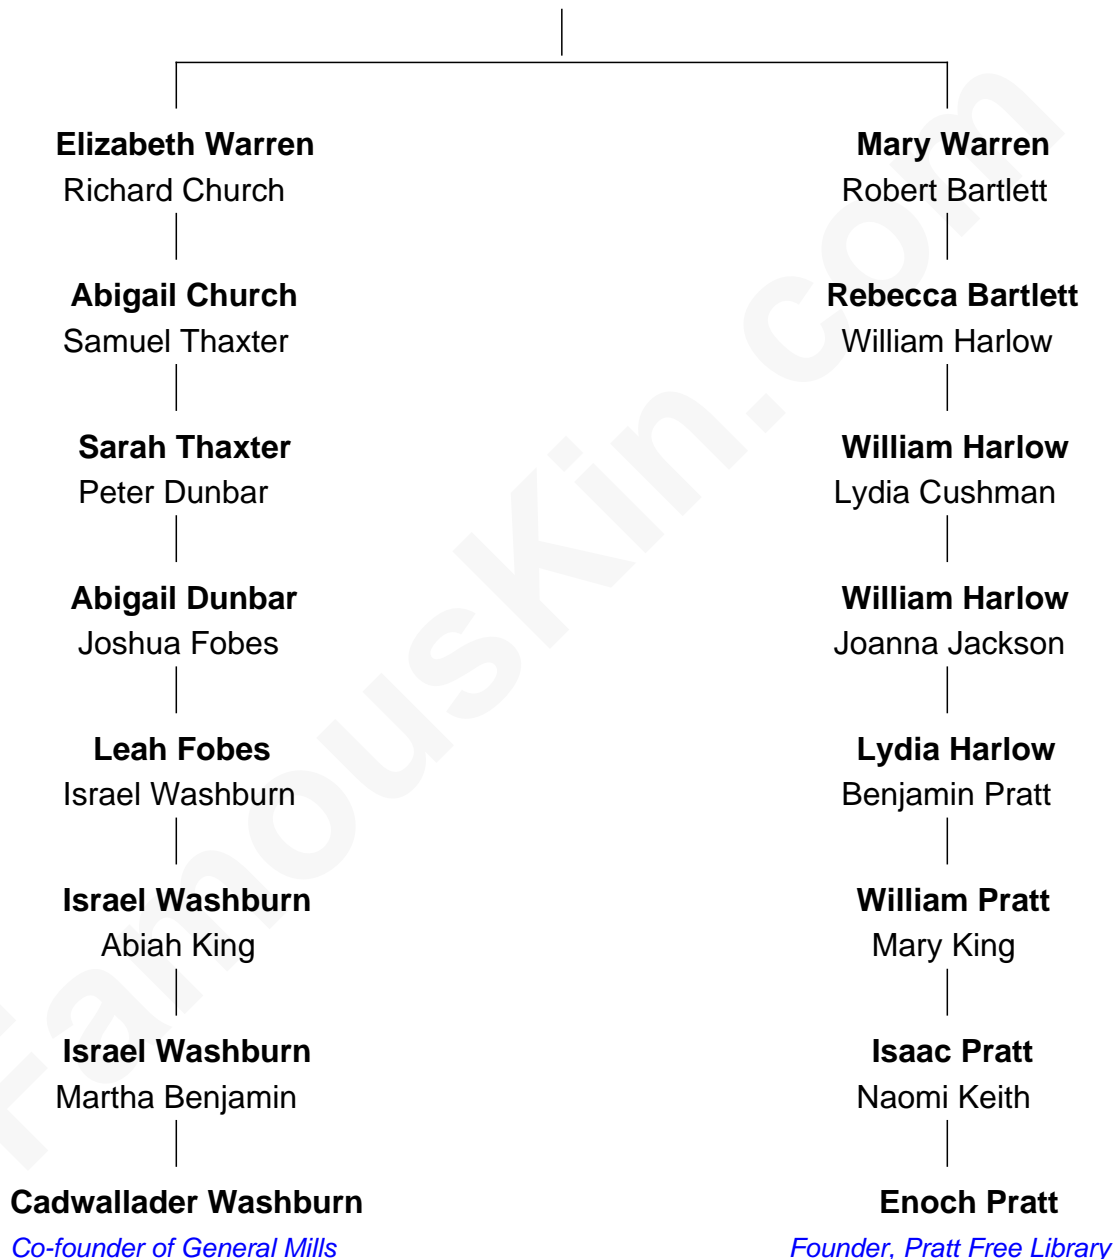 Elizabeth Warren
Richard Church
Abigail Church
Samuel Thaxter
Sarah Thaxter
Peter Dunbar
Abigail Dunbar
Joshua Fobes
Leah Fobes
Israel Washburn
Israel Washburn
Abiah King
Israel Washburn
Martha Benjamin
Cadwallader Washburn
Co-founder of General Mills
Mary Warren
Robert Bartlett
Rebecca Bartlett
William Harlow
William Harlow
Lydia Cushman
William Harlow
Joanna Jackson
Lydia Harlow
Benjamin Pratt
William Pratt
Mary King
Isaac Pratt
Naomi Keith
Enoch Pratt
Founder, Pratt Free Library
FamousKin.com